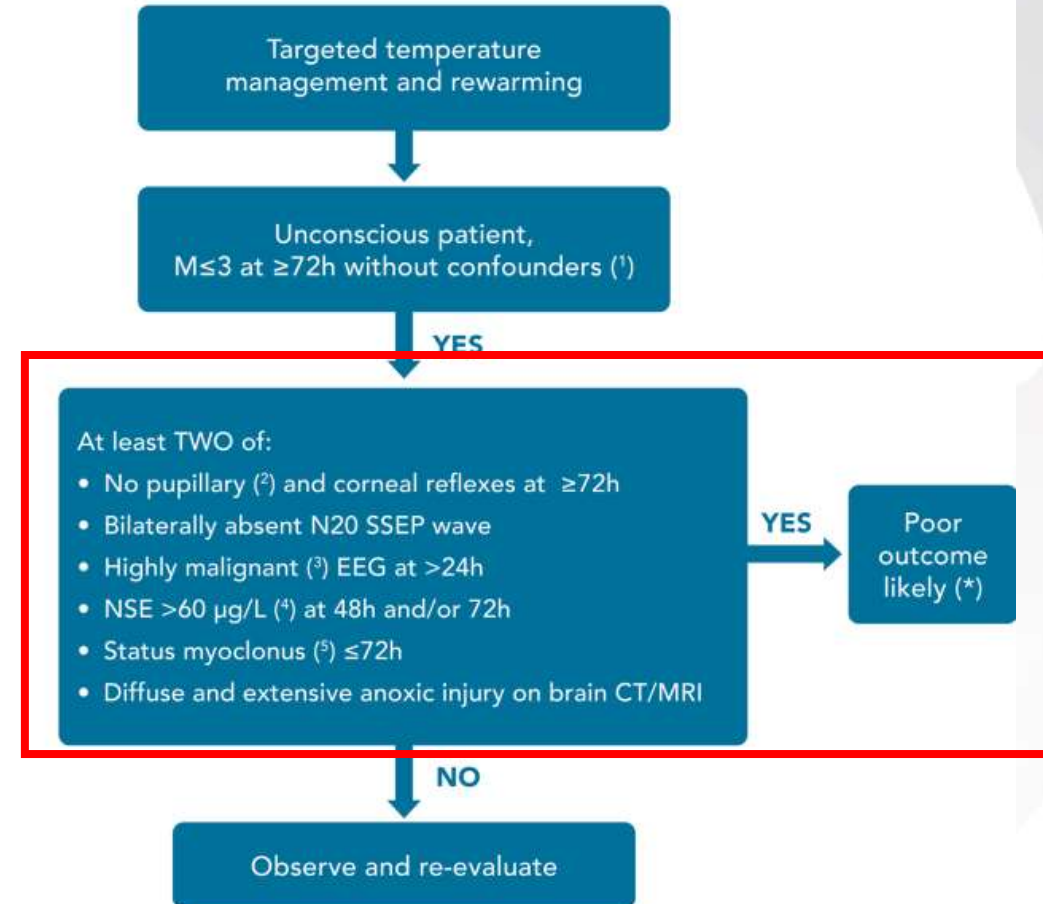 Targeted temperature
management and rewarming
Unconscious patient,
M≤3 at ≥72h without confounders (¹)
YES
At least TWO of:
• No pupillary (²) and corneal reflexes at ≥72h
• Bilaterally absent N20 SSEP wave
• Highly malignant (³) EEG at >24h
• NSE >60 µg/L (⁴) at 48h and/or 72h
• Status myoclonus (⁵) ≤72h
• Diffuse and extensive anoxic injury on brain CT/MRI
YES
Poor
outcome
likely (*)
NO
Observe and re-evaluate